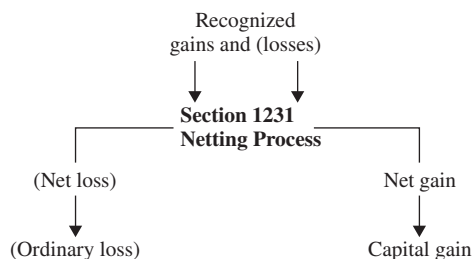 Recognized
gains and (losses)
Section 1231
Netting Process
(Net loss)
Net gain
(Ordinary loss)
Capital gain